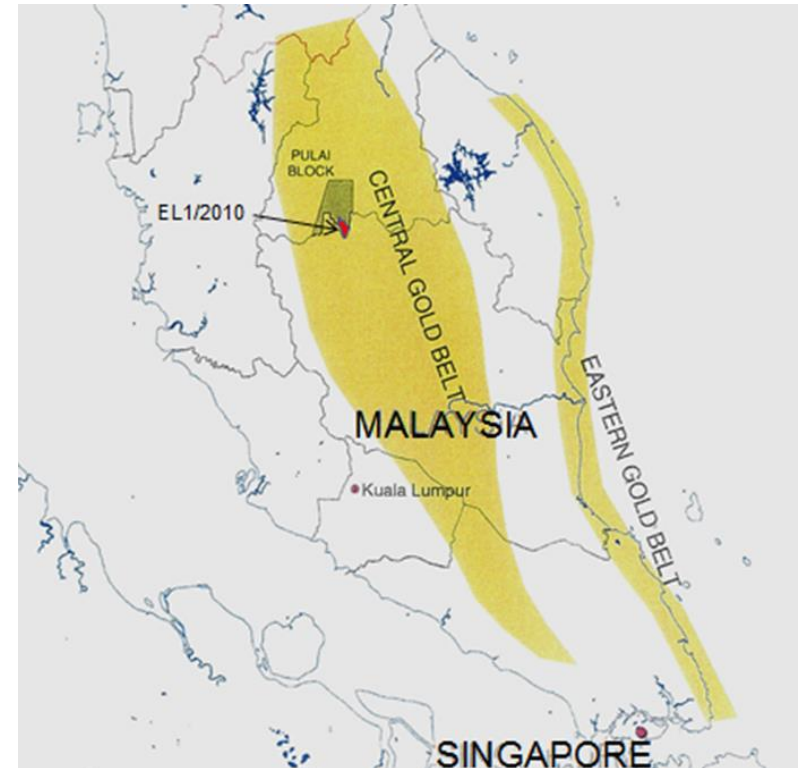 PULAI
BLOCK
EL1/2010
CENTRAL GOLD BELT
EASTERN GOLD BELT
MALAYSIA
Kuala Lumpur
SINGAPORE